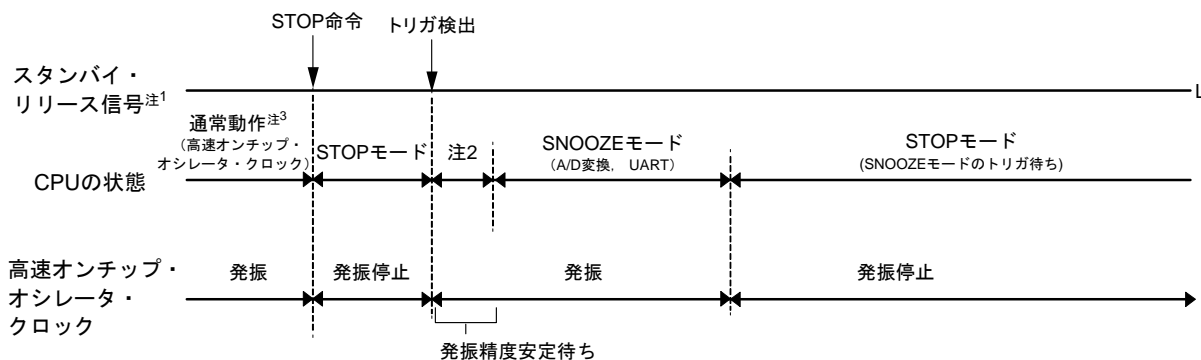 STOP命令
トリガ検出
スタンバイ・
リリース信号注1
L
通常動作注3
（高速オンチップ・
オシレータ・クロック）
STOPモード
注2
SNOOZEモード
（A/D変換， UART）
STOPモード
(SNOOZEモードのトリガ待ち)
CPUの状態
高速オンチップ・
オシレータ・
クロック
発振
発振停止
発振
発振停止
発振精度安定待ち